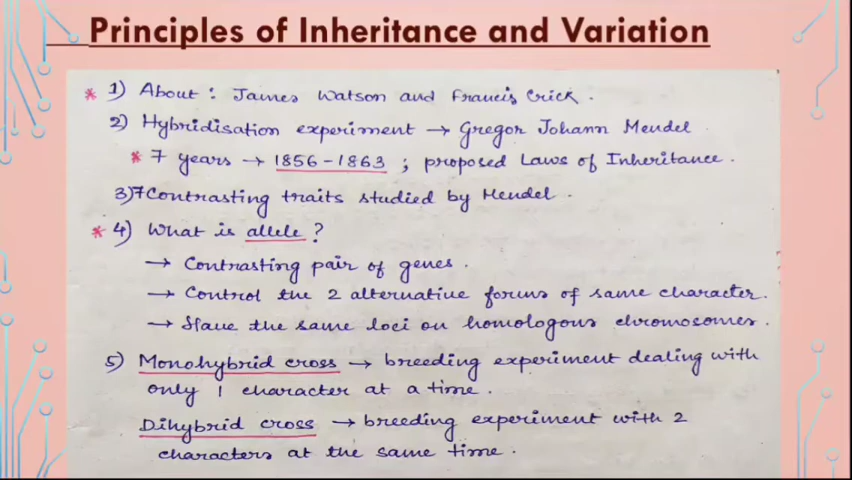 Principles of Inheritance and Variation
* 1) About : James Watson and Francis Crick .
2) Hybridisation experiment → Gregor Johann Mendel
* 7 years → 1856-1863 ; proposed Laws of Inheritance .
3) 7 Contrasting traits studied by Mendel .
* 4) What is allele ?
→ Contrasting pair of genes .
→ Control the 2 alternative forms of same character .
→ Have the same loci on homologous chromosomes .
5) Monohybrid cross → breeding experiment dealing with
only 1 character at a time .
Dihybrid cross → breeding experiment with 2
characters at the same time .